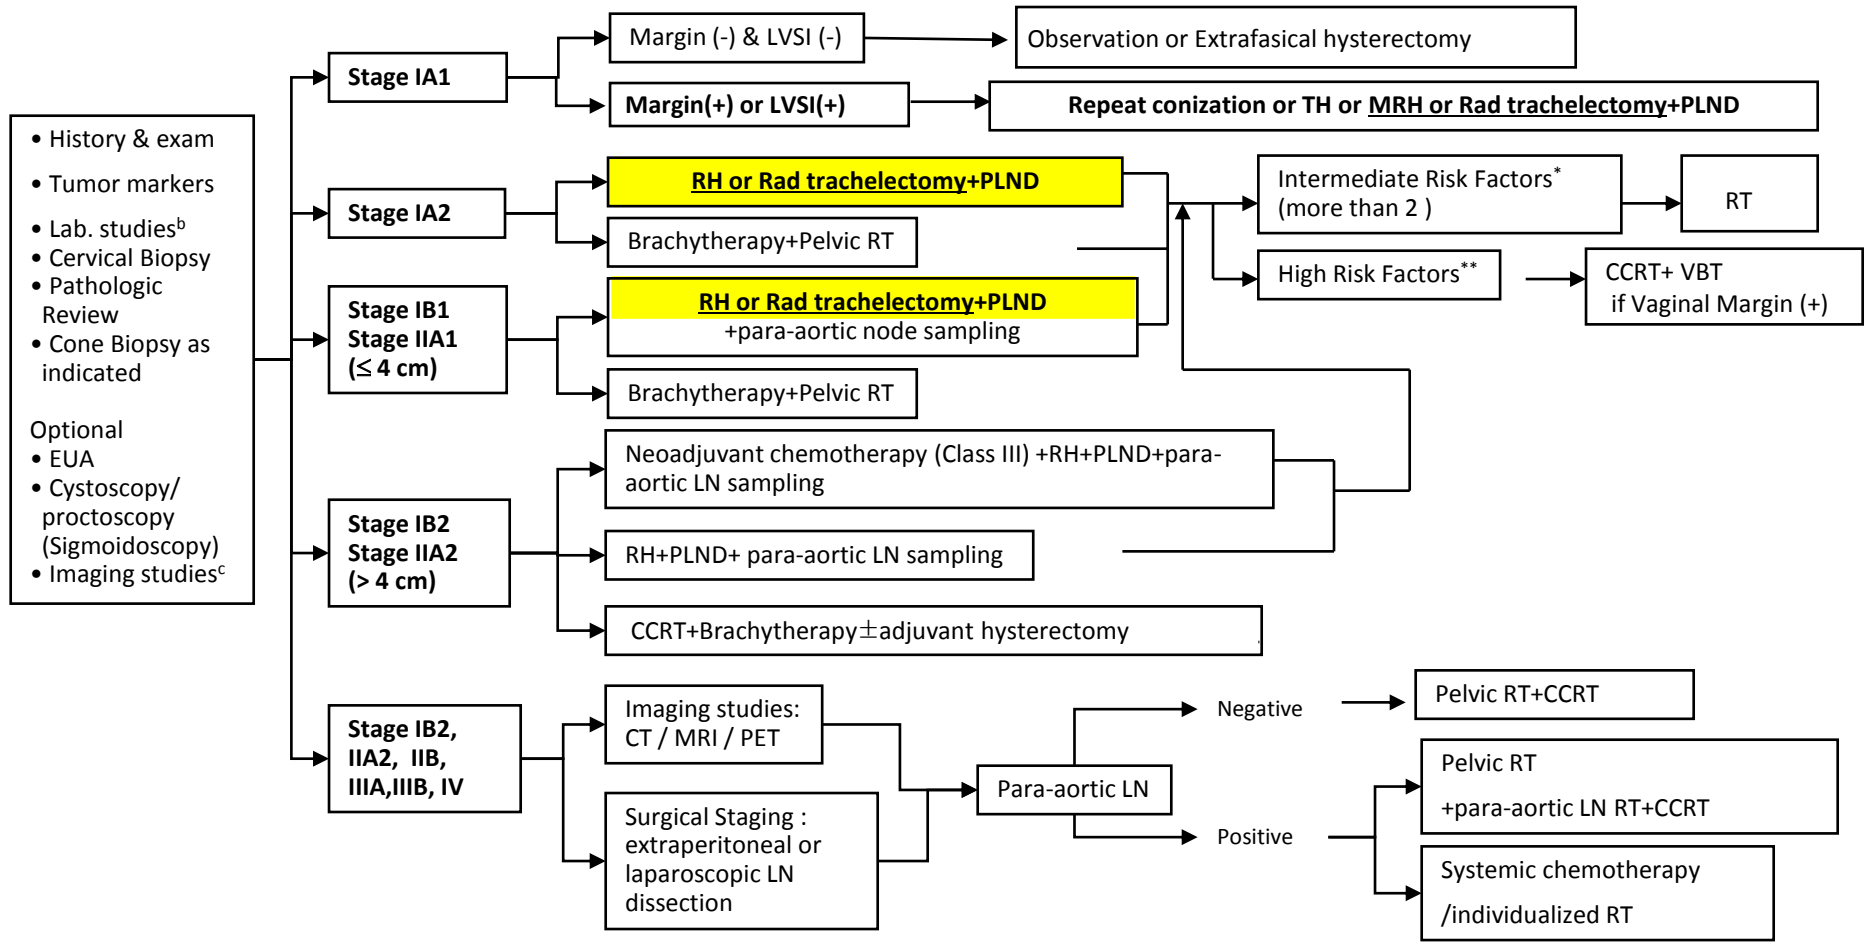 • History & exam
• Tumor markers
• Lab. studiesᵇ
• Cervical Biopsy
• Pathologic
Review
• Cone Biopsy as
indicated
Optional
• EUA
• Cystoscopy/
proctoscopy
(Sigmoidoscopy)
• Imaging studiesᶜ
Stage IA1
Margin (-) & LVSI (-)
Observation or Extrafasical hysterectomy
Margin(+) or LVSI(+)
Repeat conization or TH or MRH or Rad trachelectomy+PLND
Stage IA2
RH or Rad trachelectomy+PLND
Brachytherapy+Pelvic RT
Stage IB1
Stage IIA1
(≤ 4 cm)
RH or Rad trachelectomy+PLND
+para-aortic node sampling
Brachytherapy+Pelvic RT
Intermediate Risk Factors*
(more than 2 )
RT
High Risk Factors**
CCRT+ VBT
if Vaginal Margin (+)
Stage IB2
Stage IIA2
(> 4 cm)
Neoadjuvant chemotherapy (Class III) +RH+PLND+para-
aortic LN sampling
RH+PLND+ para-aortic LN sampling
CCRT+Brachytherapy±adjuvant hysterectomy
Stage IB2,
IIA2, IIB,
IIIA,IIIB, IV
Imaging studies:
CT / MRI / PET
Surgical Staging :
extraperitoneal or
laparoscopic LN
dissection
Para-aortic LN
Negative
Pelvic RT+CCRT
Positive
Pelvic RT
+para-aortic LN RT+CCRT
Systemic chemotherapy
/individualized RT